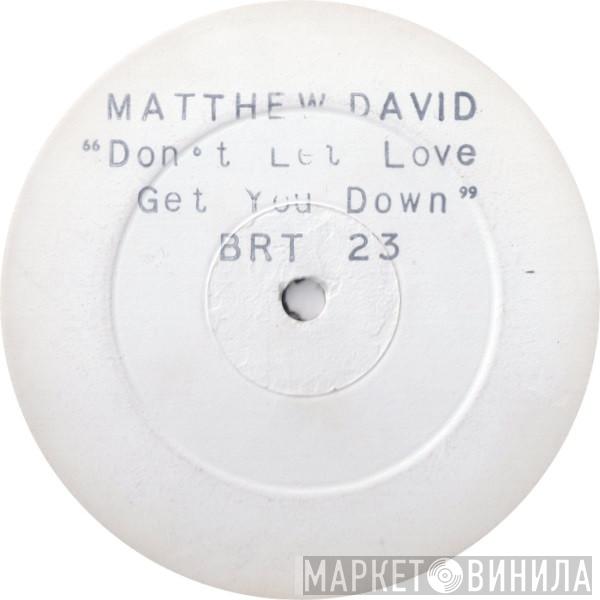 MATTHEW DAVID
“Don't Let Love
Get You Down”
BRT 23
МАРКЕТ ВИНИЛА